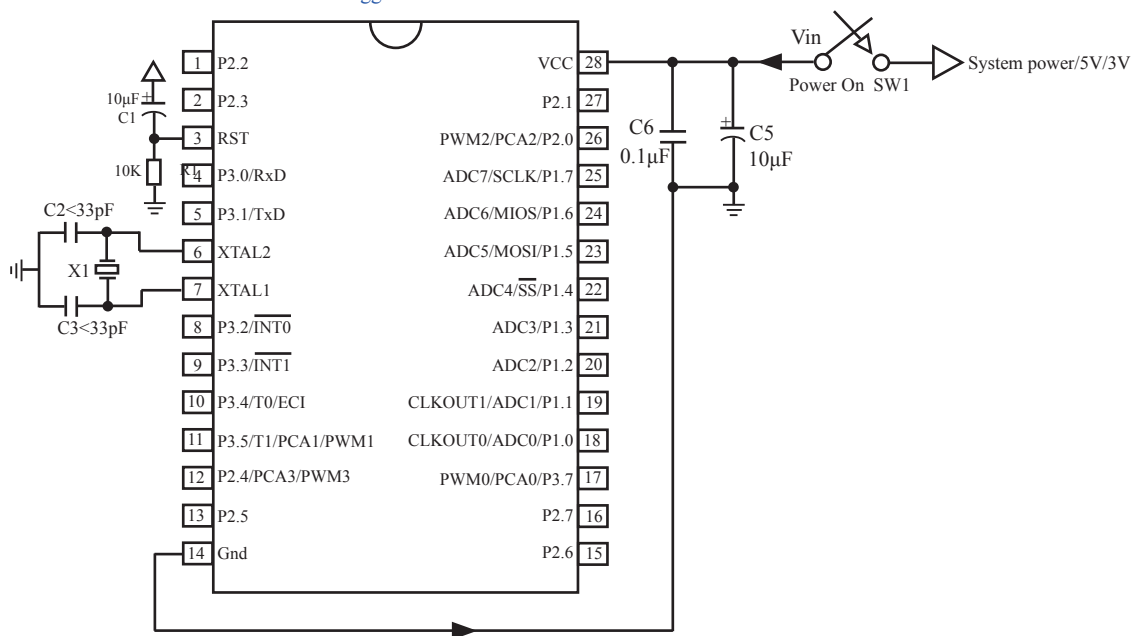 1 P2.2
2 P2.3
3 RST
4 P3.0/RxD
5 P3.1/TxD
6 XTAL2
7 XTAL1
8 P3.2/INT0
9 P3.3/INT1
10 P3.4/T0/ECI
11 P3.5/T1/PCA1/PWM1
12 P2.4/PCA3/PWM3
13 P2.5
14 Gnd
VCC 28
P2.1 27
PWM2/PCA2/P2.0 26
ADC7/SCLK/P1.7 25
ADC6/MIOS/P1.6 24
ADC5/MOSI/P1.5 23
ADC4/SS/P1.4 22
ADC3/P1.3 21
ADC2/P1.2 20
CLKOUT1/ADC1/P1.1 19
CLKOUT0/ADC0/P1.0 18
PWM0/PCA0/P3.7 17
P2.7 16
P2.6 15
10μF +
C1
10K R1
C2<33pF
X1
C3<33pF
C6
0.1μF
+ C5
10μF
Vin
Power On SW1
System power/5V/3V